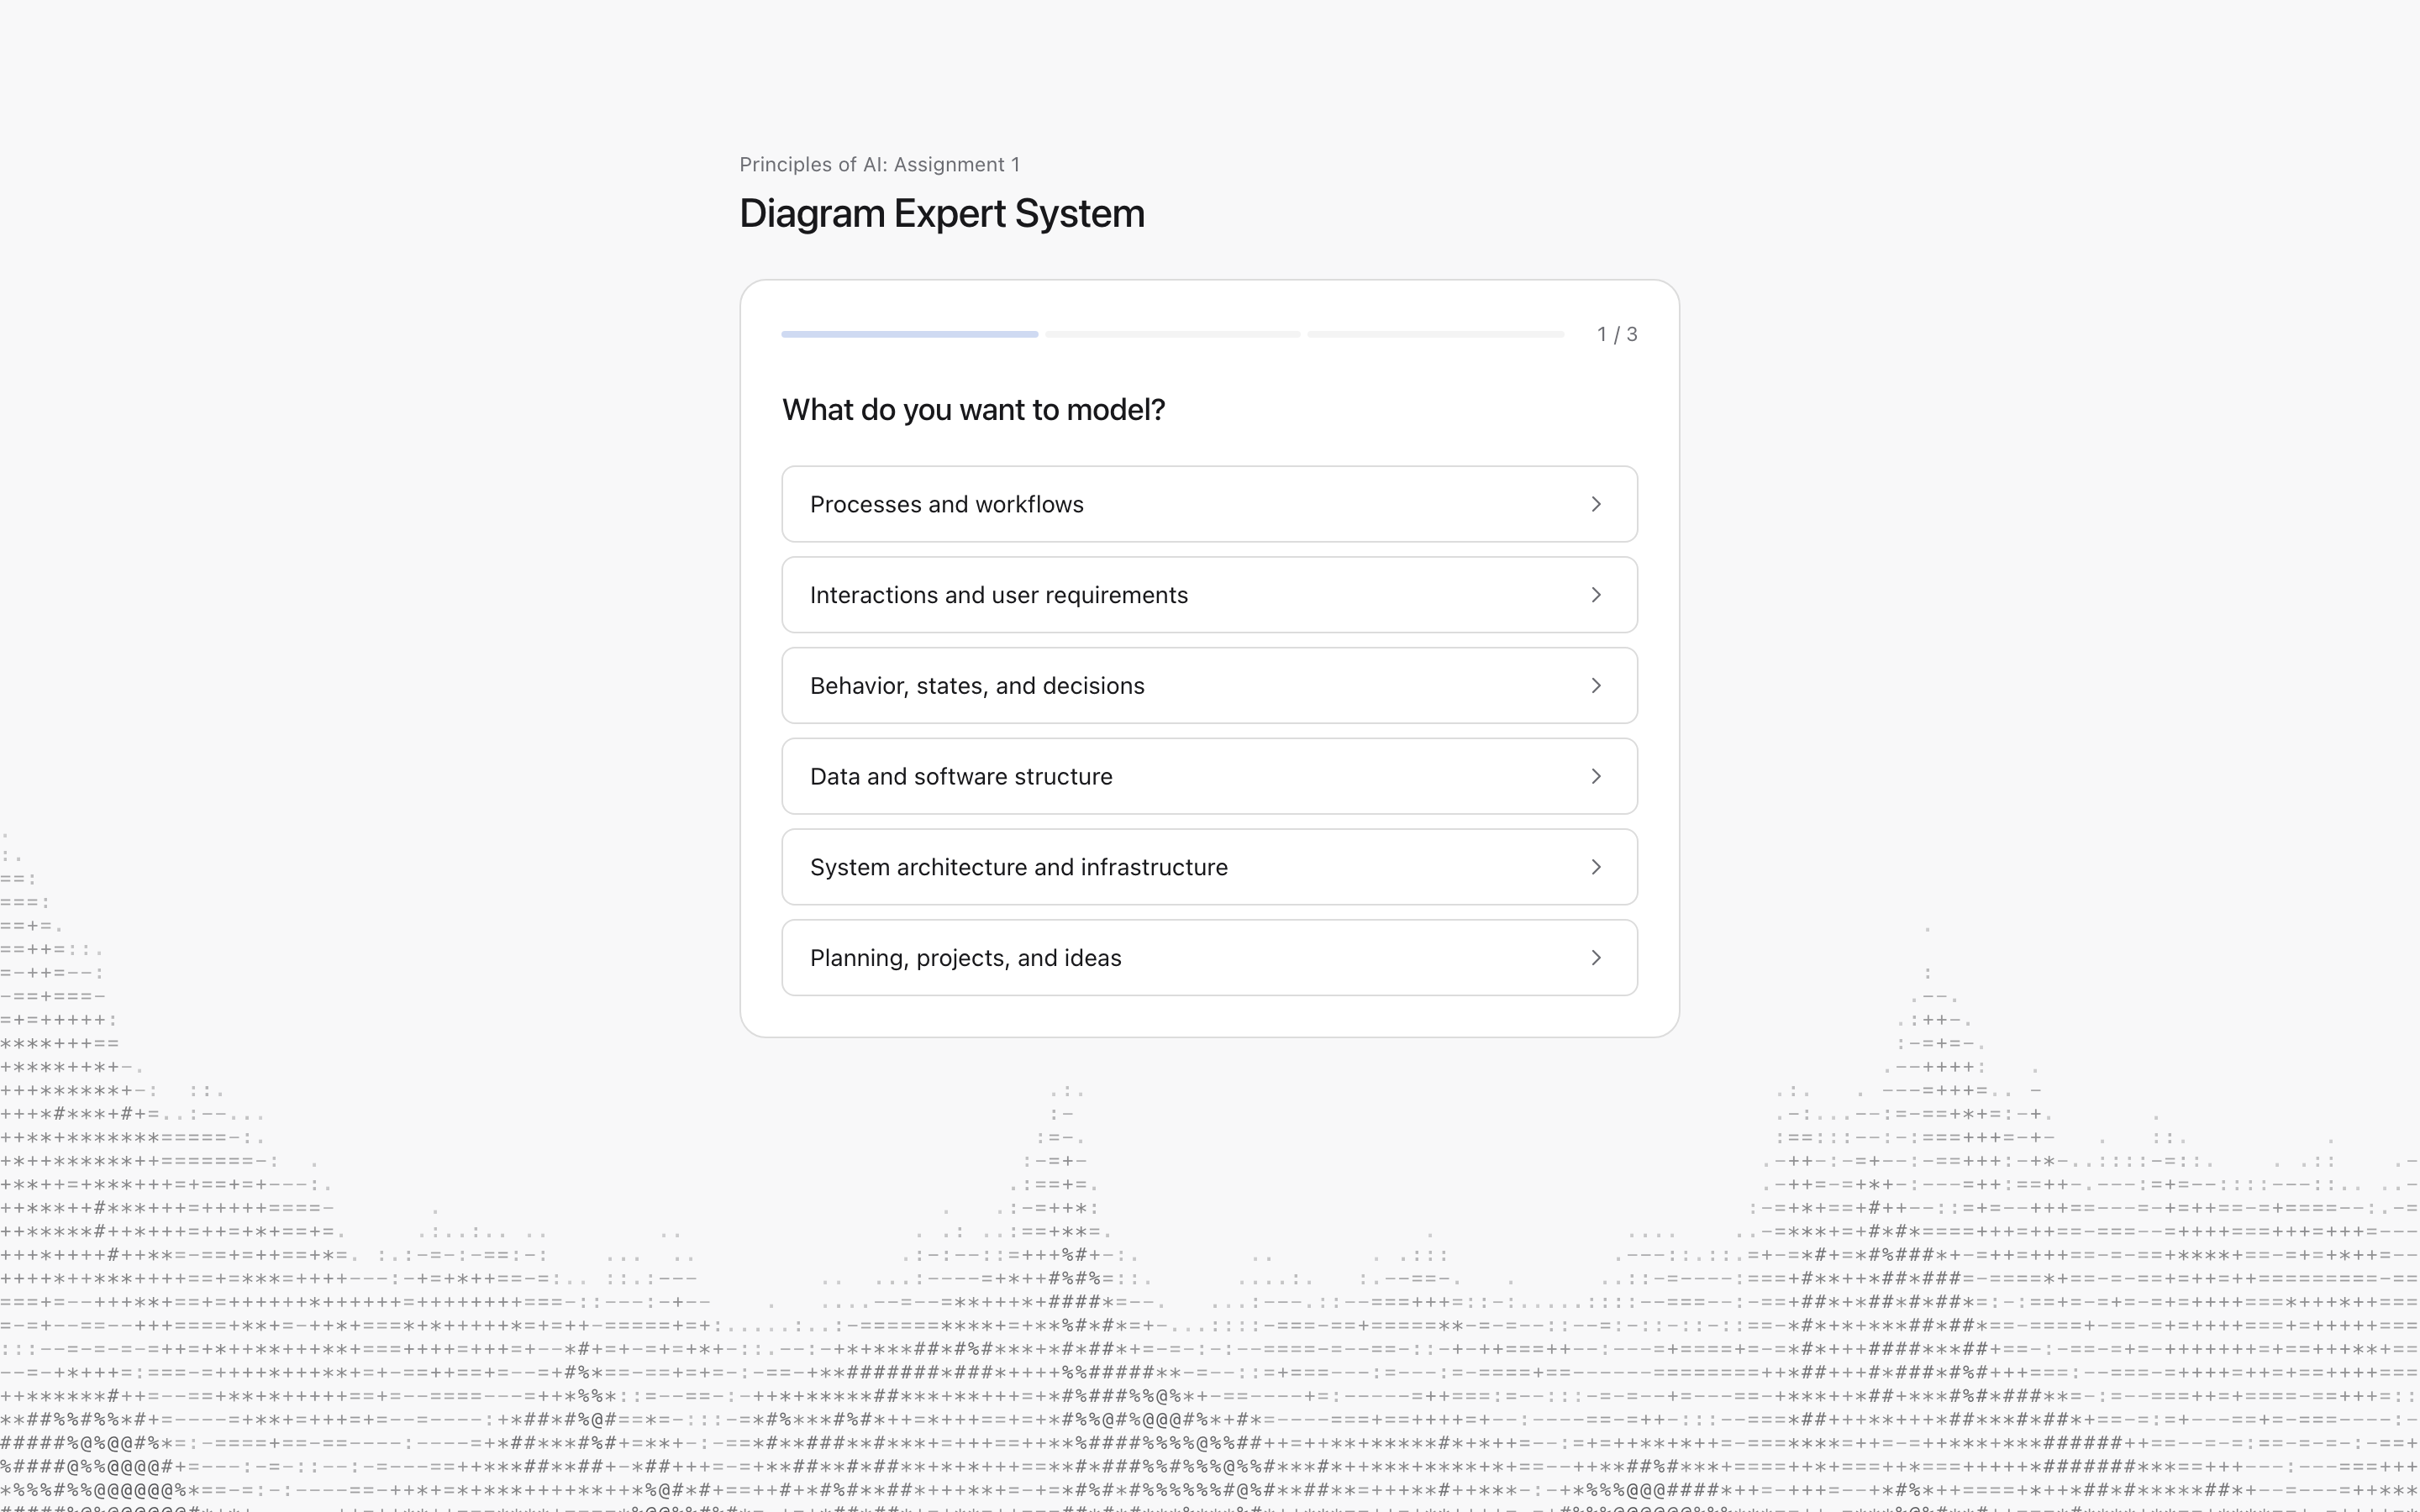 Principles of AI: Assignment 1
Diagram Expert System
1 / 3
What do you want to model?
Processes and workflows
Interactions and user requirements
Behavior, states, and decisions
Data and software structure
System architecture and infrastructure
Planning, projects, and ideas